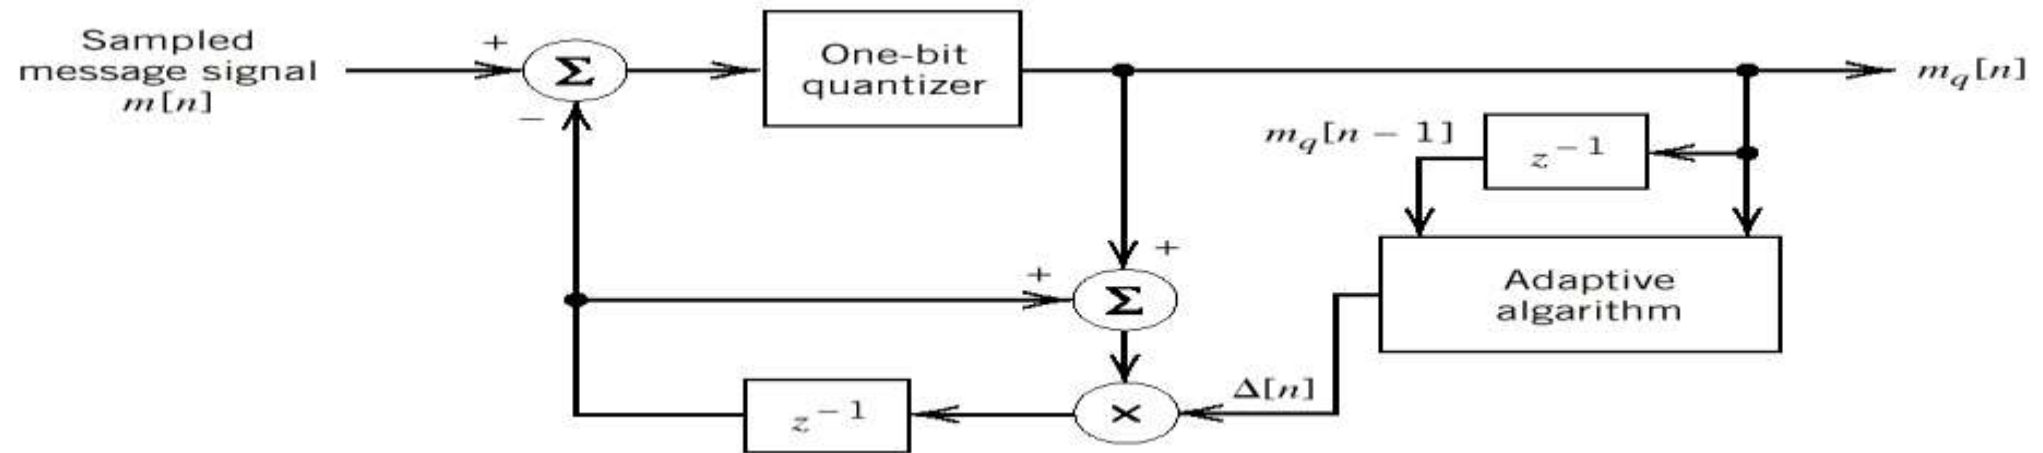 Sampled
message signal
m[n]
+
Σ
−
One-bit
quantizer
m_q[n]
m_q[n − 1]
z^−1
+
+
Σ
Adaptive
algarithm
Δ[n]
z^−1
×